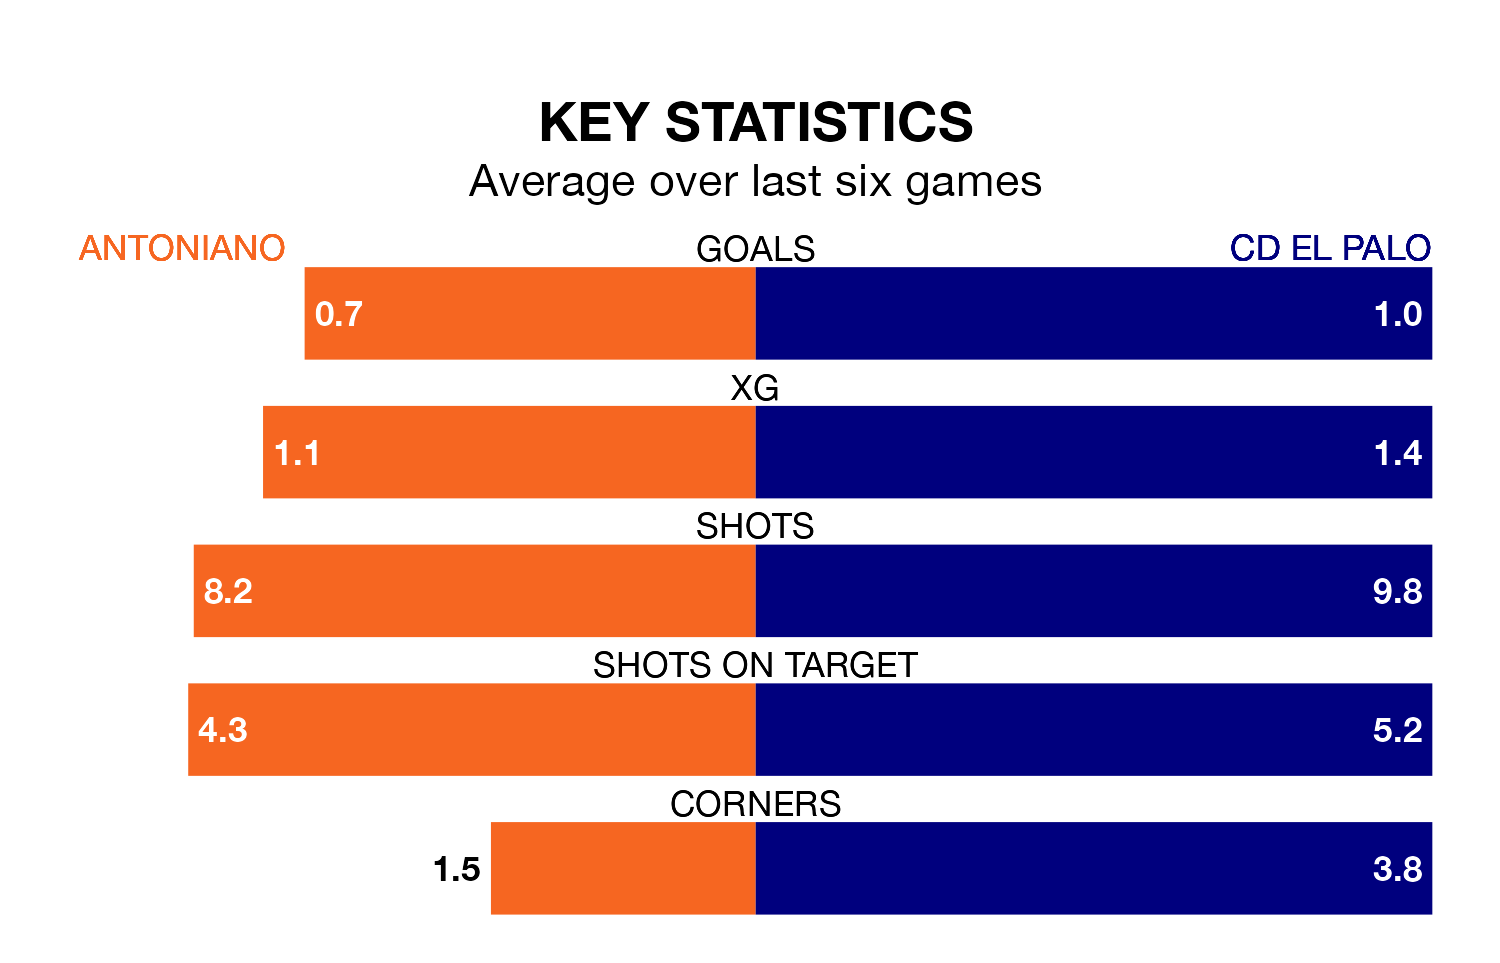 KEY STATISTICS
Average over last six games
ANTONIANO GOALS CD EL PALO
0.7 1.0
XG
1.1 1.4
SHOTS
8.2 9.8
SHOTS ON TARGET
4.3 5.2
CORNERS
1.5 3.8